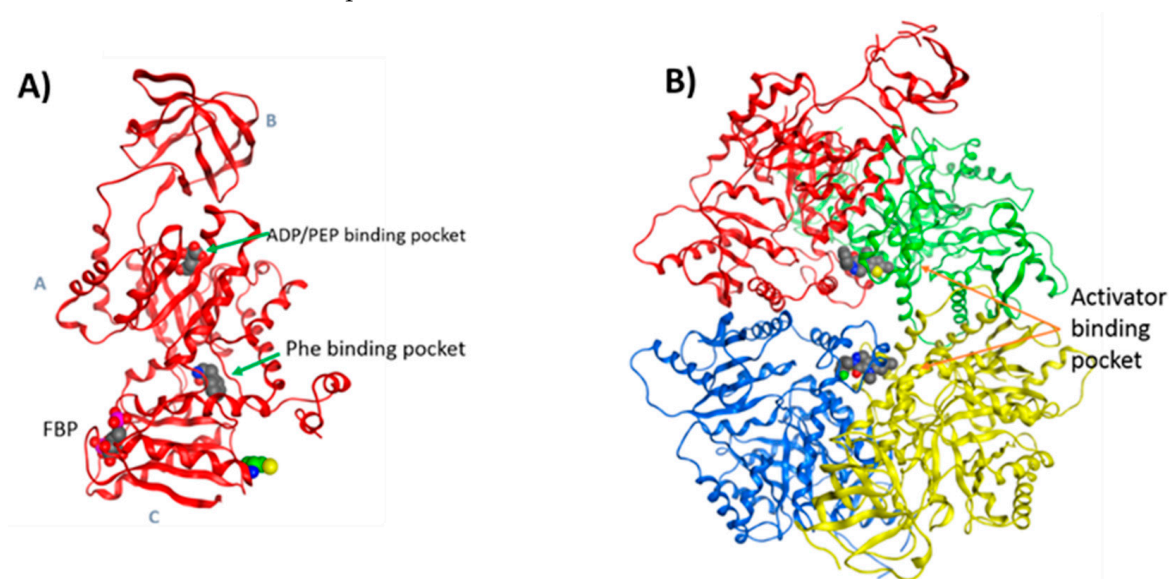 A)
B
ADP/PEP binding pocket
A
Phe binding pocket
FBP
C
B)
Activator
binding
pocket